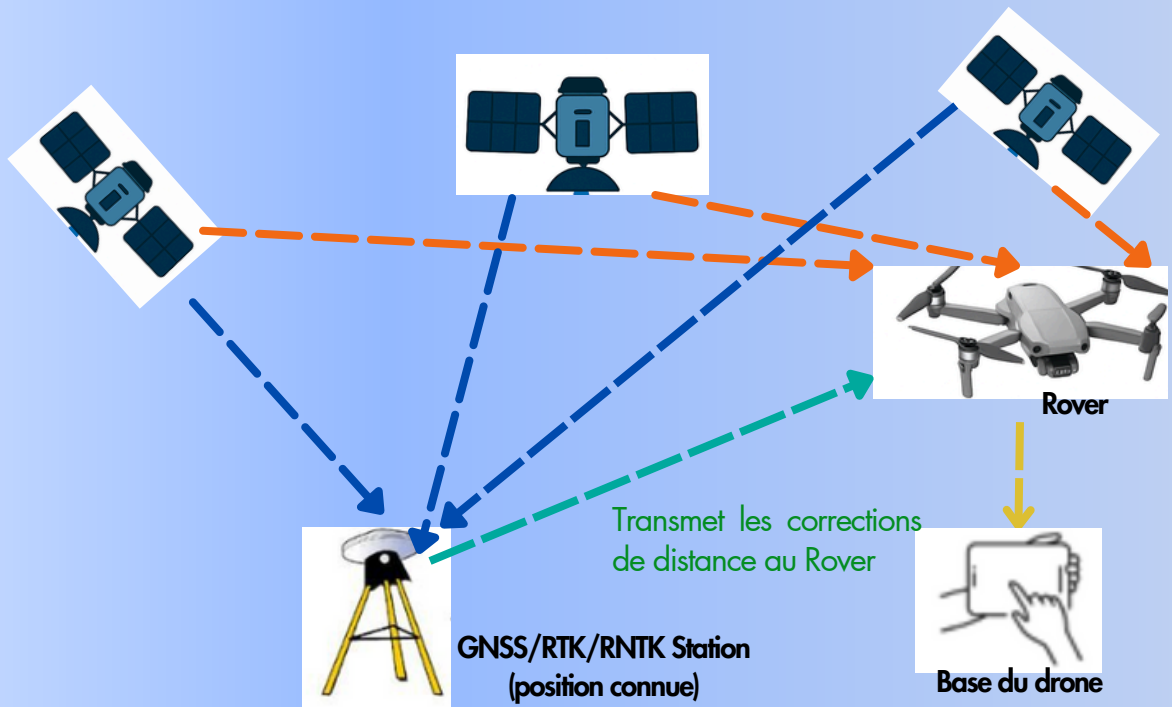 Rover
Transmet les corrections
de distance au Rover
GNSS/RTK/RNTK Station
(position connue)
Base du drone